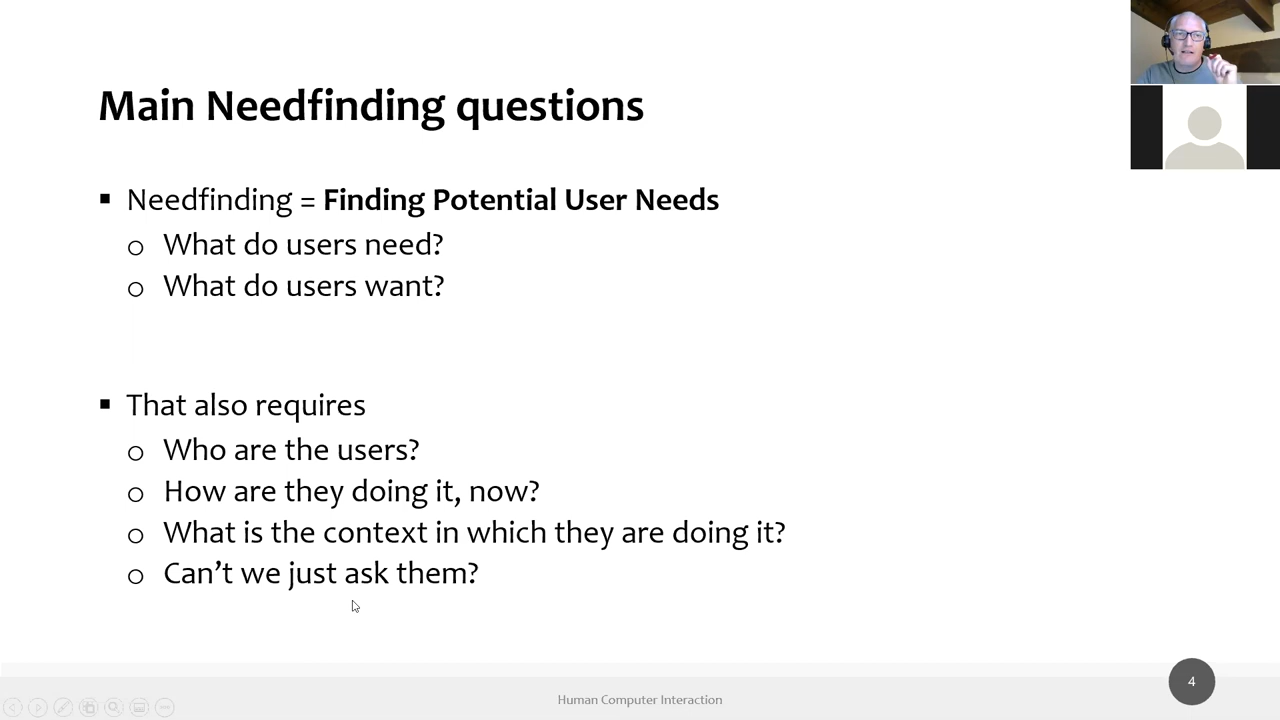 Main Needfinding questions
▪ Needfinding = Finding Potential User Needs
o What do users need?
o What do users want?
▪ That also requires
o Who are the users?
o How are they doing it, now?
o What is the context in which they are doing it?
o Can’t we just ask them?
Human Computer Interaction
4